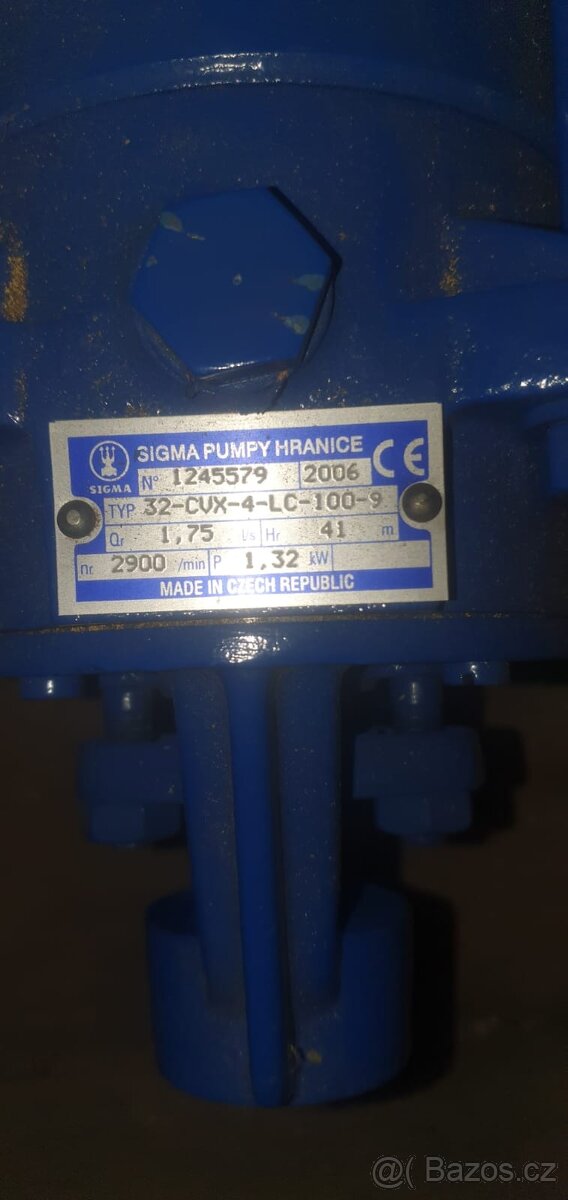 SIGMA PUMPY HRANICE CE
SIGMA
N° 1245579 2006
TYP 32-CVX-4-LC-100-9
Qr 1,75 l/s Hr 41 m
nr 2900 /min P 1,32 kW
MADE IN CZECH REPUBLIC
@( Bazos.cz